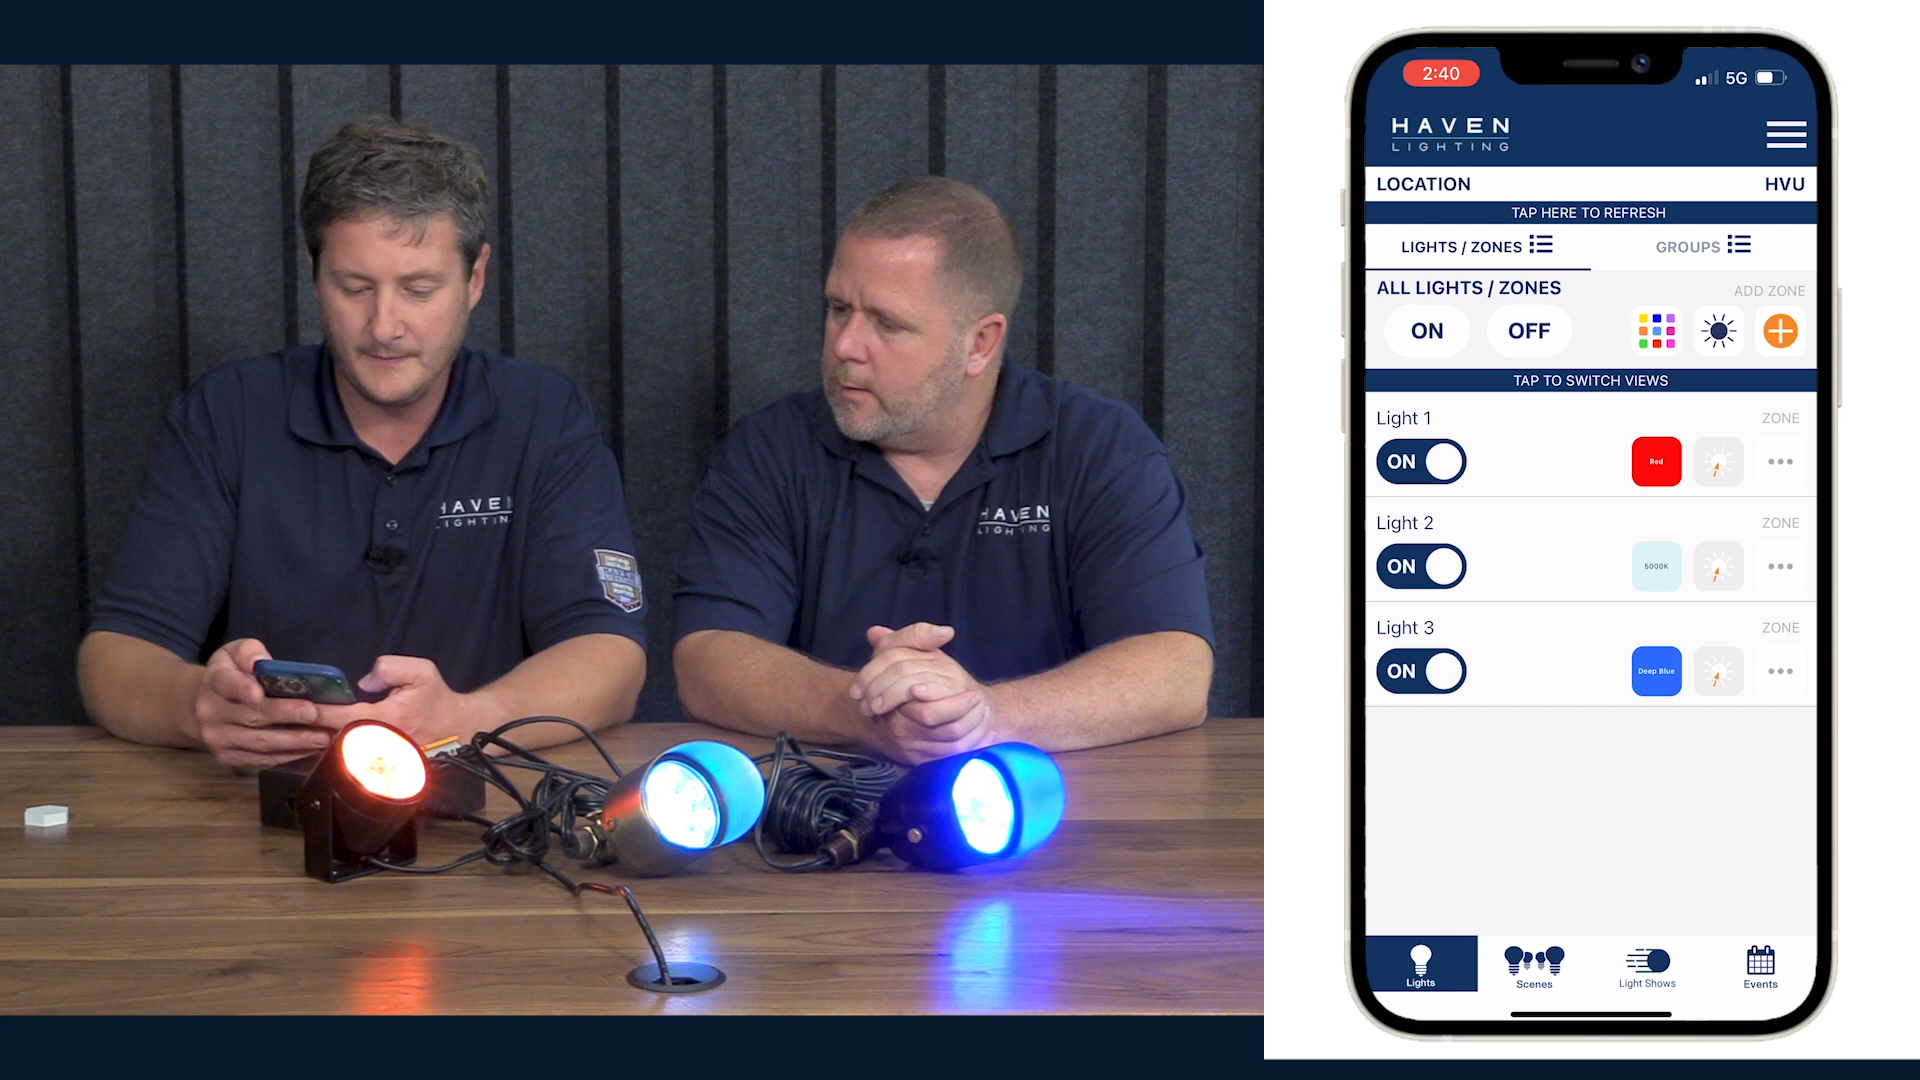 HAVEN
LIGHTING
HAVEN
LIGHTING
2:40
5G
HAVEN
LIGHTING
LOCATION HVU
TAP HERE TO REFRESH
LIGHTS / ZONES GROUPS
ALL LIGHTS / ZONES ADD ZONE
ON OFF
TAP TO SWITCH VIEWS
Light 1 ZONE
ON Red
Light 2 ZONE
ON 5000K
Light 3 ZONE
ON Deep Blue
Lights Scenes Light Shows Events